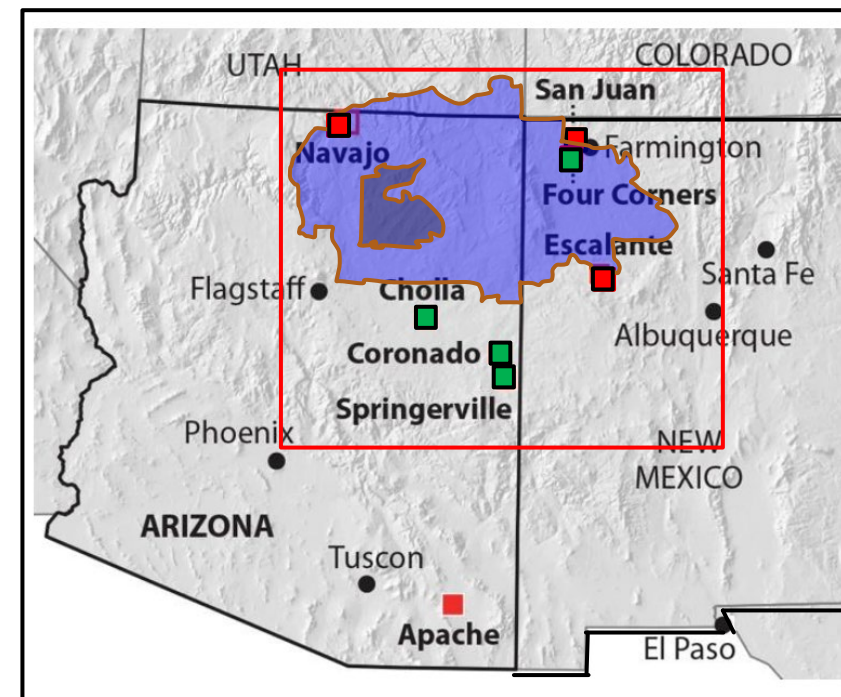 UTAH
COLORADO
San Juan
Farmington
Navajo
Four Corners
Escalante
Santa Fe
Flagstaff
Cholla
Albuquerque
Coronado
Springerville
Phoenix
NEW
MEXICO
ARIZONA
Tuscon
Apache
El Paso